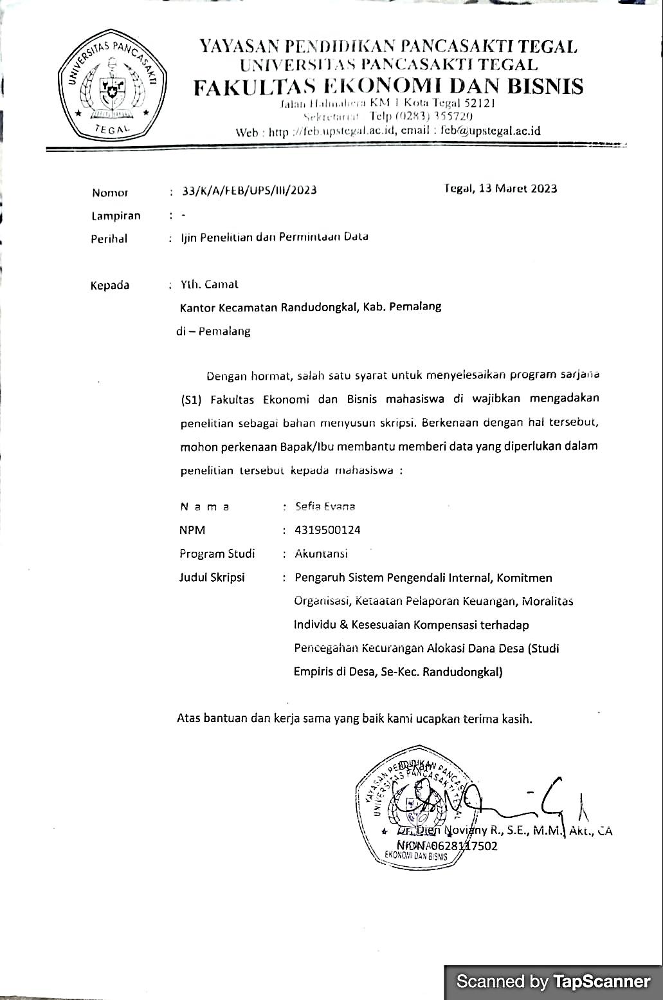 UNIVERSITAS PANCASAKTI
TEGAL
YAYASAN PENDIDIKAN PANCASAKTI TEGAL
UNIVERSITAS PANCASAKTI TEGAL
FAKULTAS EKONOMI DAN BISNIS
Jalan Halmahera KM 1 Kota Tegal 52121
Sekretariat Telp (0283) 355720
Web : http ://feb.upstegal.ac.id, email : feb@upstegal.ac.id
Nomor : 33/K/A/FEB/UPS/III/2023 Tegal, 13 Maret 2023
Lampiran : -
Perihal : Ijin Penelitian dan Permintaan Data
Kepada : Yth. Camat
Kantor Kecamatan Randudongkal, Kab. Pemalang
di – Pemalang
Dengan hormat, salah satu syarat untuk menyelesaikan program sarjana
(S1) Fakultas Ekonomi dan Bisnis mahasiswa di wajibkan mengadakan
penelitian sebagai bahan menyusun skripsi. Berkenaan dengan hal tersebut,
mohon perkenaan Bapak/Ibu membantu memberi data yang diperlukan dalam
penelitian tersebut kepada mahasiswa :
N a m a : Sefia Evana
NPM : 4319500124
Program Studi : Akuntansi
Judul Skripsi : Pengaruh Sistem Pengendali Internal, Komitmen
Organisasi, Ketaatan Pelaporan Keuangan, Moralitas
Individu & Kesesuaian Kompensasi terhadap
Pencegahan Kecurangan Alokasi Dana Desa (Studi
Empiris di Desa, Se-Kec. Randudongkal)
Atas bantuan dan kerja sama yang baik kami ucapkan terima kasih.
Dekan
YAYASAN PENDIDIKAN PANCASAKTI
UNIVERSITAS PANCASAKTI TEGAL
Dr. Dien Noviany R., S.E., M.M., Akt., CA
NIDN. 0628117502
EKONOMI DAN BISNIS
Scanned by TapScanner